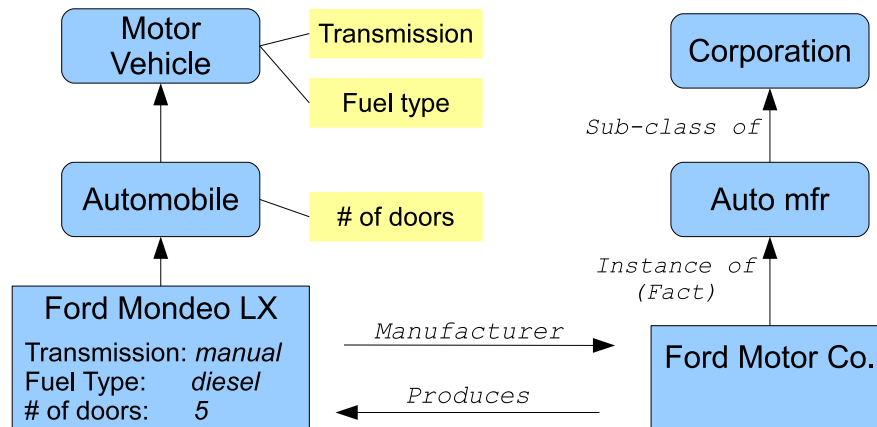 Motor
Vehicle
Transmission
Fuel type
Corporation
Sub-class of
Automobile
# of doors
Auto mfr
Instance of
(Fact)
Ford Mondeo LX
Transmission: manual
Fuel Type: diesel
# of doors: 5
Manufacturer
Produces
Ford Motor Co.